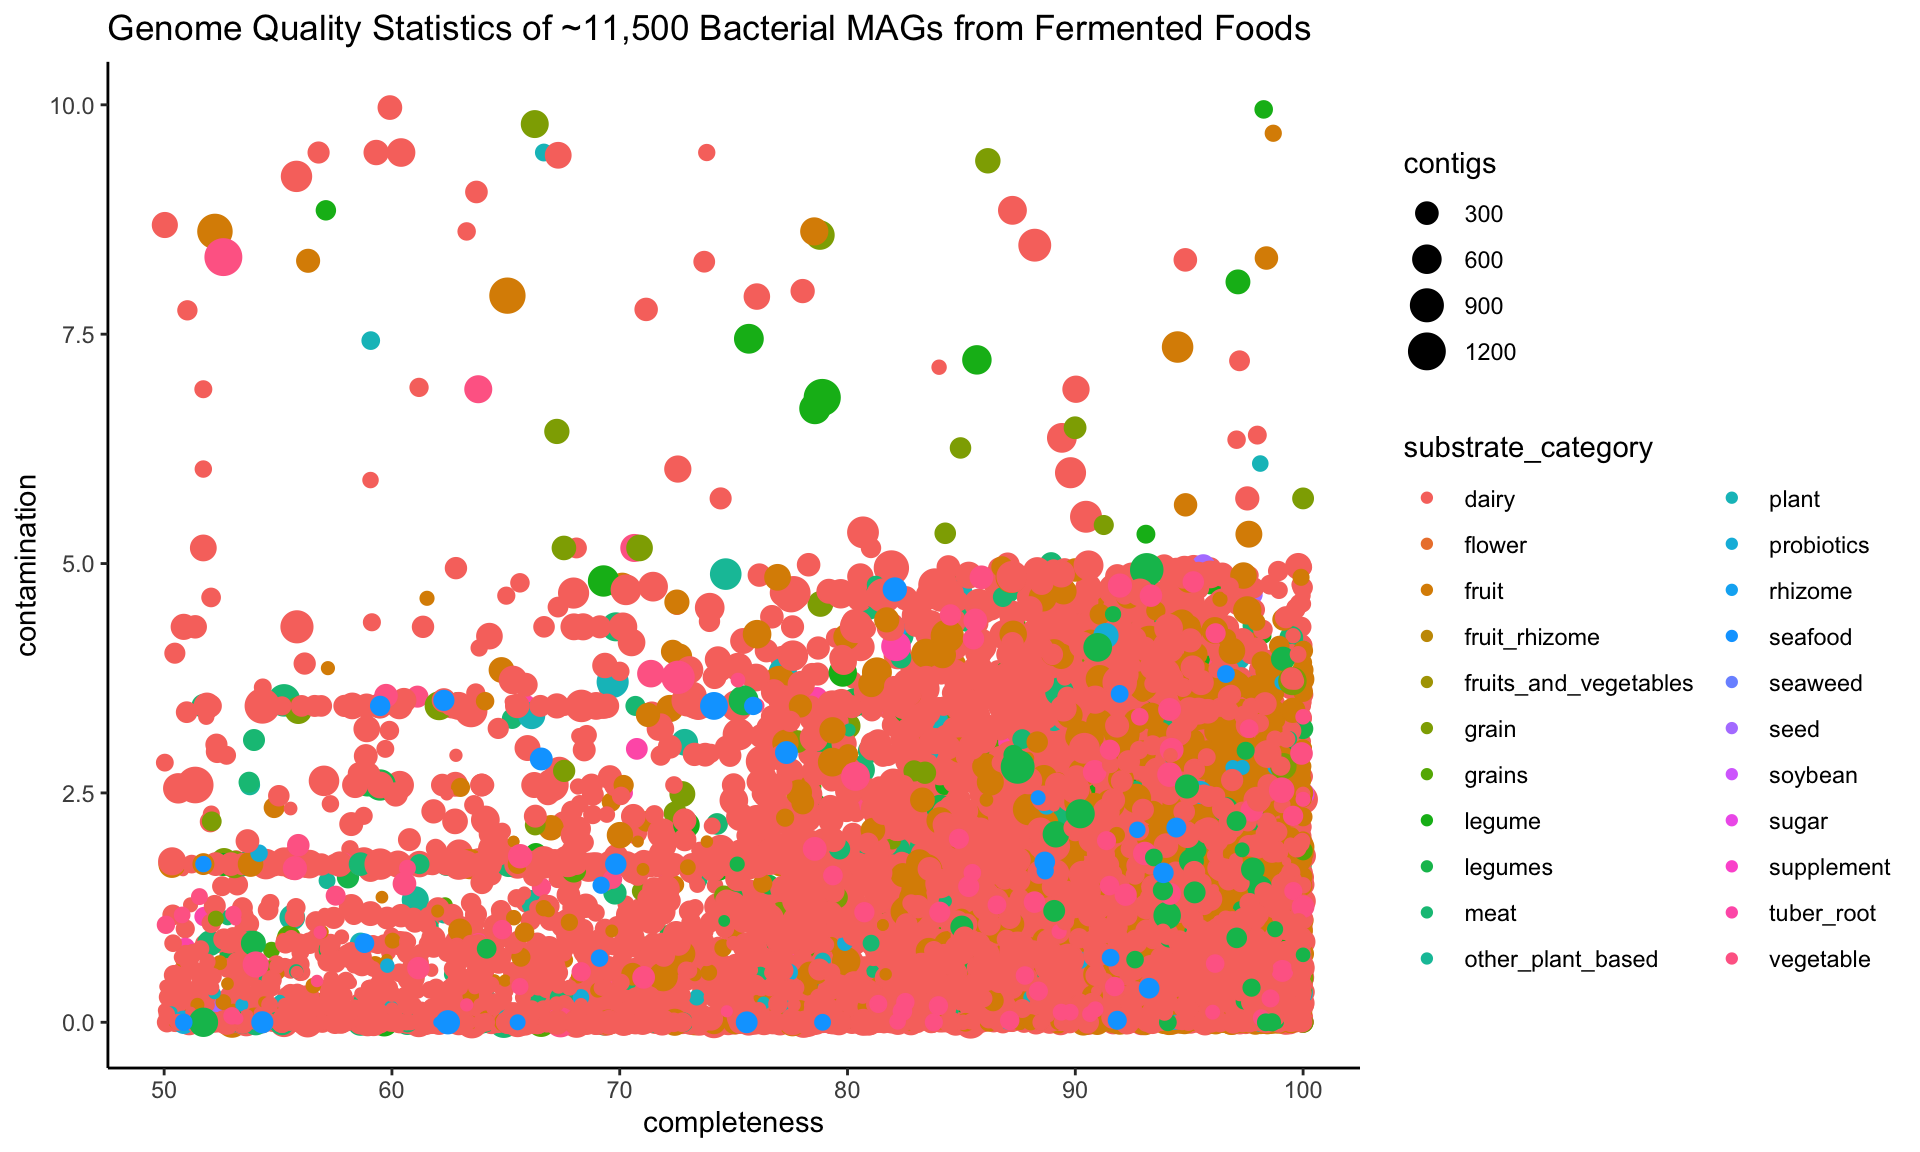 Genome Quality Statistics of ~11,500 Bacterial MAGs from Fermented Foods
contamination
10.0
7.5
5.0
2.5
0.0
50 60 70 80 90 100
completeness
contigs
300
600
900
1200
substrate_category
dairy
flower
fruit
fruit_rhizome
fruits_and_vegetables
grain
grains
legume
legumes
meat
other_plant_based
plant
probiotics
rhizome
seafood
seaweed
seed
soybean
sugar
supplement
tuber_root
vegetable